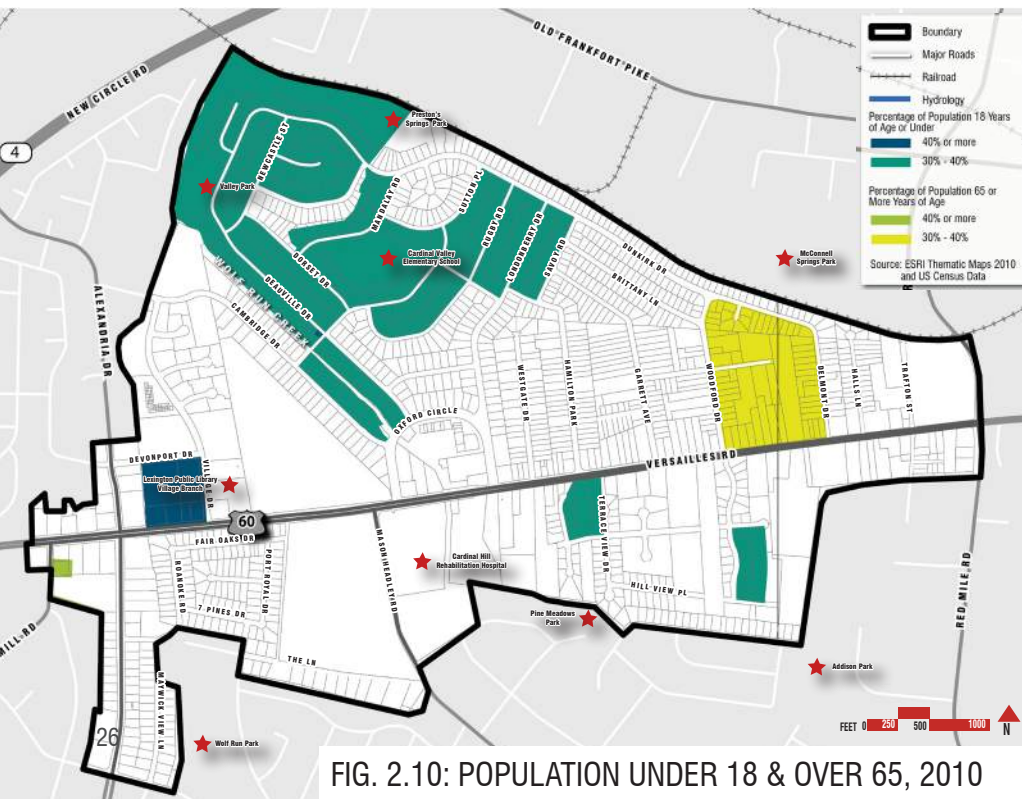 OLD FRANKFORT PIKE
NEW CIRCLE RD
4
Boundary
Major Roads
Railroad
Hydrology
Percentage of Population 18 Years
of Age or Under
40% or more
30% - 40%
Percentage of Population 65 or
More Years of Age
40% or more
30% - 40%
Source: ESRI Thematic Maps 2010
and US Census Data
Preston's
Springs Park
NEWCASTLE ST
Valley Park
MANDALAY RD
SUTTON PL
RUGBY RD
LONDONBERRY DR
SAVOY RD
Cardinal Valley
Elementary School
DUNKIRK DR
BRITTANY LN
McConnell
Springs Park
R
DORSET DR
DEAUVILLE DR
WOLF RUN CREEK
CAMBRIDGE DR
ALEXANDRIA DR
OXFORD CIRCLE
WESTGATE DR
HAMILTON PARK
GARRETT AVE
WOODFORD DR
DELMONT DR
HALLS LN
TRAFTON ST
VERSAILLES RD
DEVONPORT DR
VILLAGE DR
Lexington Public Library
Village Branch
60
FAIR OAKS DR
ROANOKE RD
PORT ROYAL DR
7 PINES DR
MASON HEADLEY RD
Cardinal Hill
Rehabilitation Hospital
TERRACE VIEW DR
HILL VIEW PL
Pine Meadows
Park
RED MILE RD
MILL RD
THE LN
MAYWICK VIEW LN
Addison Park
26
Wolf Run Park
FEET 0 250 500 1000 N
FIG. 2.10: POPULATION UNDER 18 & OVER 65, 2010